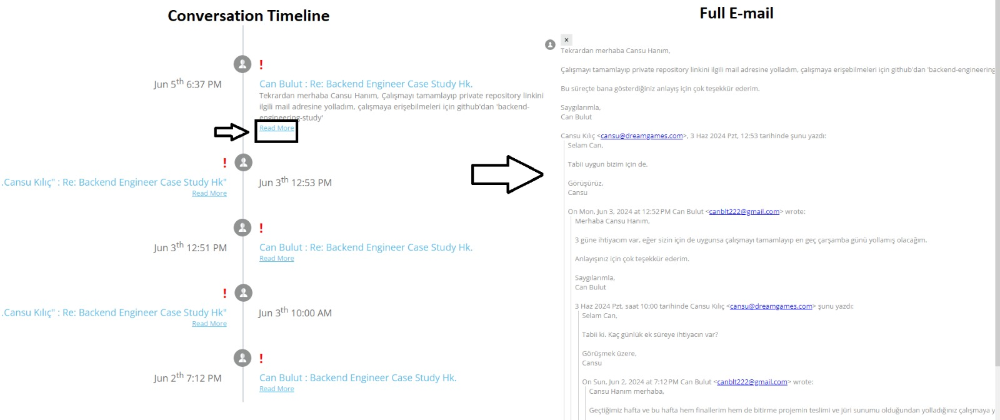 Conversation Timeline
!
Jun 5th 6:37 PM
Can Bulut : Re: Backend Engineer Case Study Hk.
Tekrardan merhaba Cansu Hanım, Çalışmayı tamamlayıp private repository linkini
ilgili mail adresine yolladım, çalışmaya erişebilmeleri için github'dan 'backend-
engineering-study'
Read More
!
.Cansu Kılıç" : Re: Backend Engineer Case Study Hk"
Read More
Jun 3th 12:53 PM
!
Jun 3th 12:51 PM
Can Bulut : Re: Backend Engineer Case Study Hk.
Read More
!
.Cansu Kılıç" : Re: Backend Engineer Case Study Hk"
Read More
Jun 3th 10:00 AM
!
Jun 2th 7:12 PM
Can Bulut : Backend Engineer Case Study Hk.
Read More
Full E-mail
×
Tekrardan merhaba Cansu Hanım,
Çalışmayı tamamlayıp private repository linkini ilgili mail adresine yolladım, çalışmaya erişebilmeleri için github'dan 'backend-engineering
Bu süreçte bana gösterdiğiniz anlayış için çok teşekkür ederim.
Saygılarımla,
Can Bulut
Cansu Kılıç <cansu@dreamgames.com>, 3 Haz 2024 Pzt, 12:53 tarihinde şunu yazdı:
Selam Can,
Tabii uygun bizim için de.
Görüşürüz,
Cansu
On Mon, Jun 3, 2024 at 12:52 PM Can Bulut <canblt222@gmail.com> wrote:
Merhaba Cansu Hanım,
3 güne ihtiyacım var, eğer sizin için de uygunsa çalışmayı tamamlayıp en geç çarşamba günü yollamış olacağım.
Anlayışınız için çok teşekkür ederim.
Saygılarımla,
Can Bulut
3 Haz 2024 Pzt, saat 10:00 tarihinde Cansu Kılıç <cansu@dreamgames.com> şunu yazdı:
Selam Can,
Tabii ki. Kaç günlük ek süreye ihtiyacın var?
Görüşmek üzere,
Cansu
On Sun, Jun 2, 2024 at 7:12 PM Can Bulut <canblt222@gmail.com> wrote:
Cansu Hanım merhaba,
Geçtiğimiz hafta ve bu hafta hem finallerim hem de bitirme projemin teslimi ve jüri sunumu olduğundan yolladığınız çalışmaya y